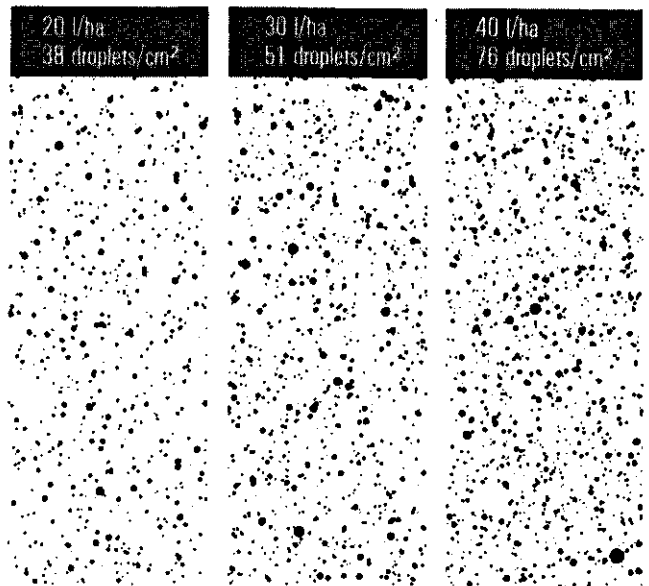 20 l/ha
38 droplets/cm²
30 l/ha
51 droplets/cm²
40 l/ha
76 droplets/cm²